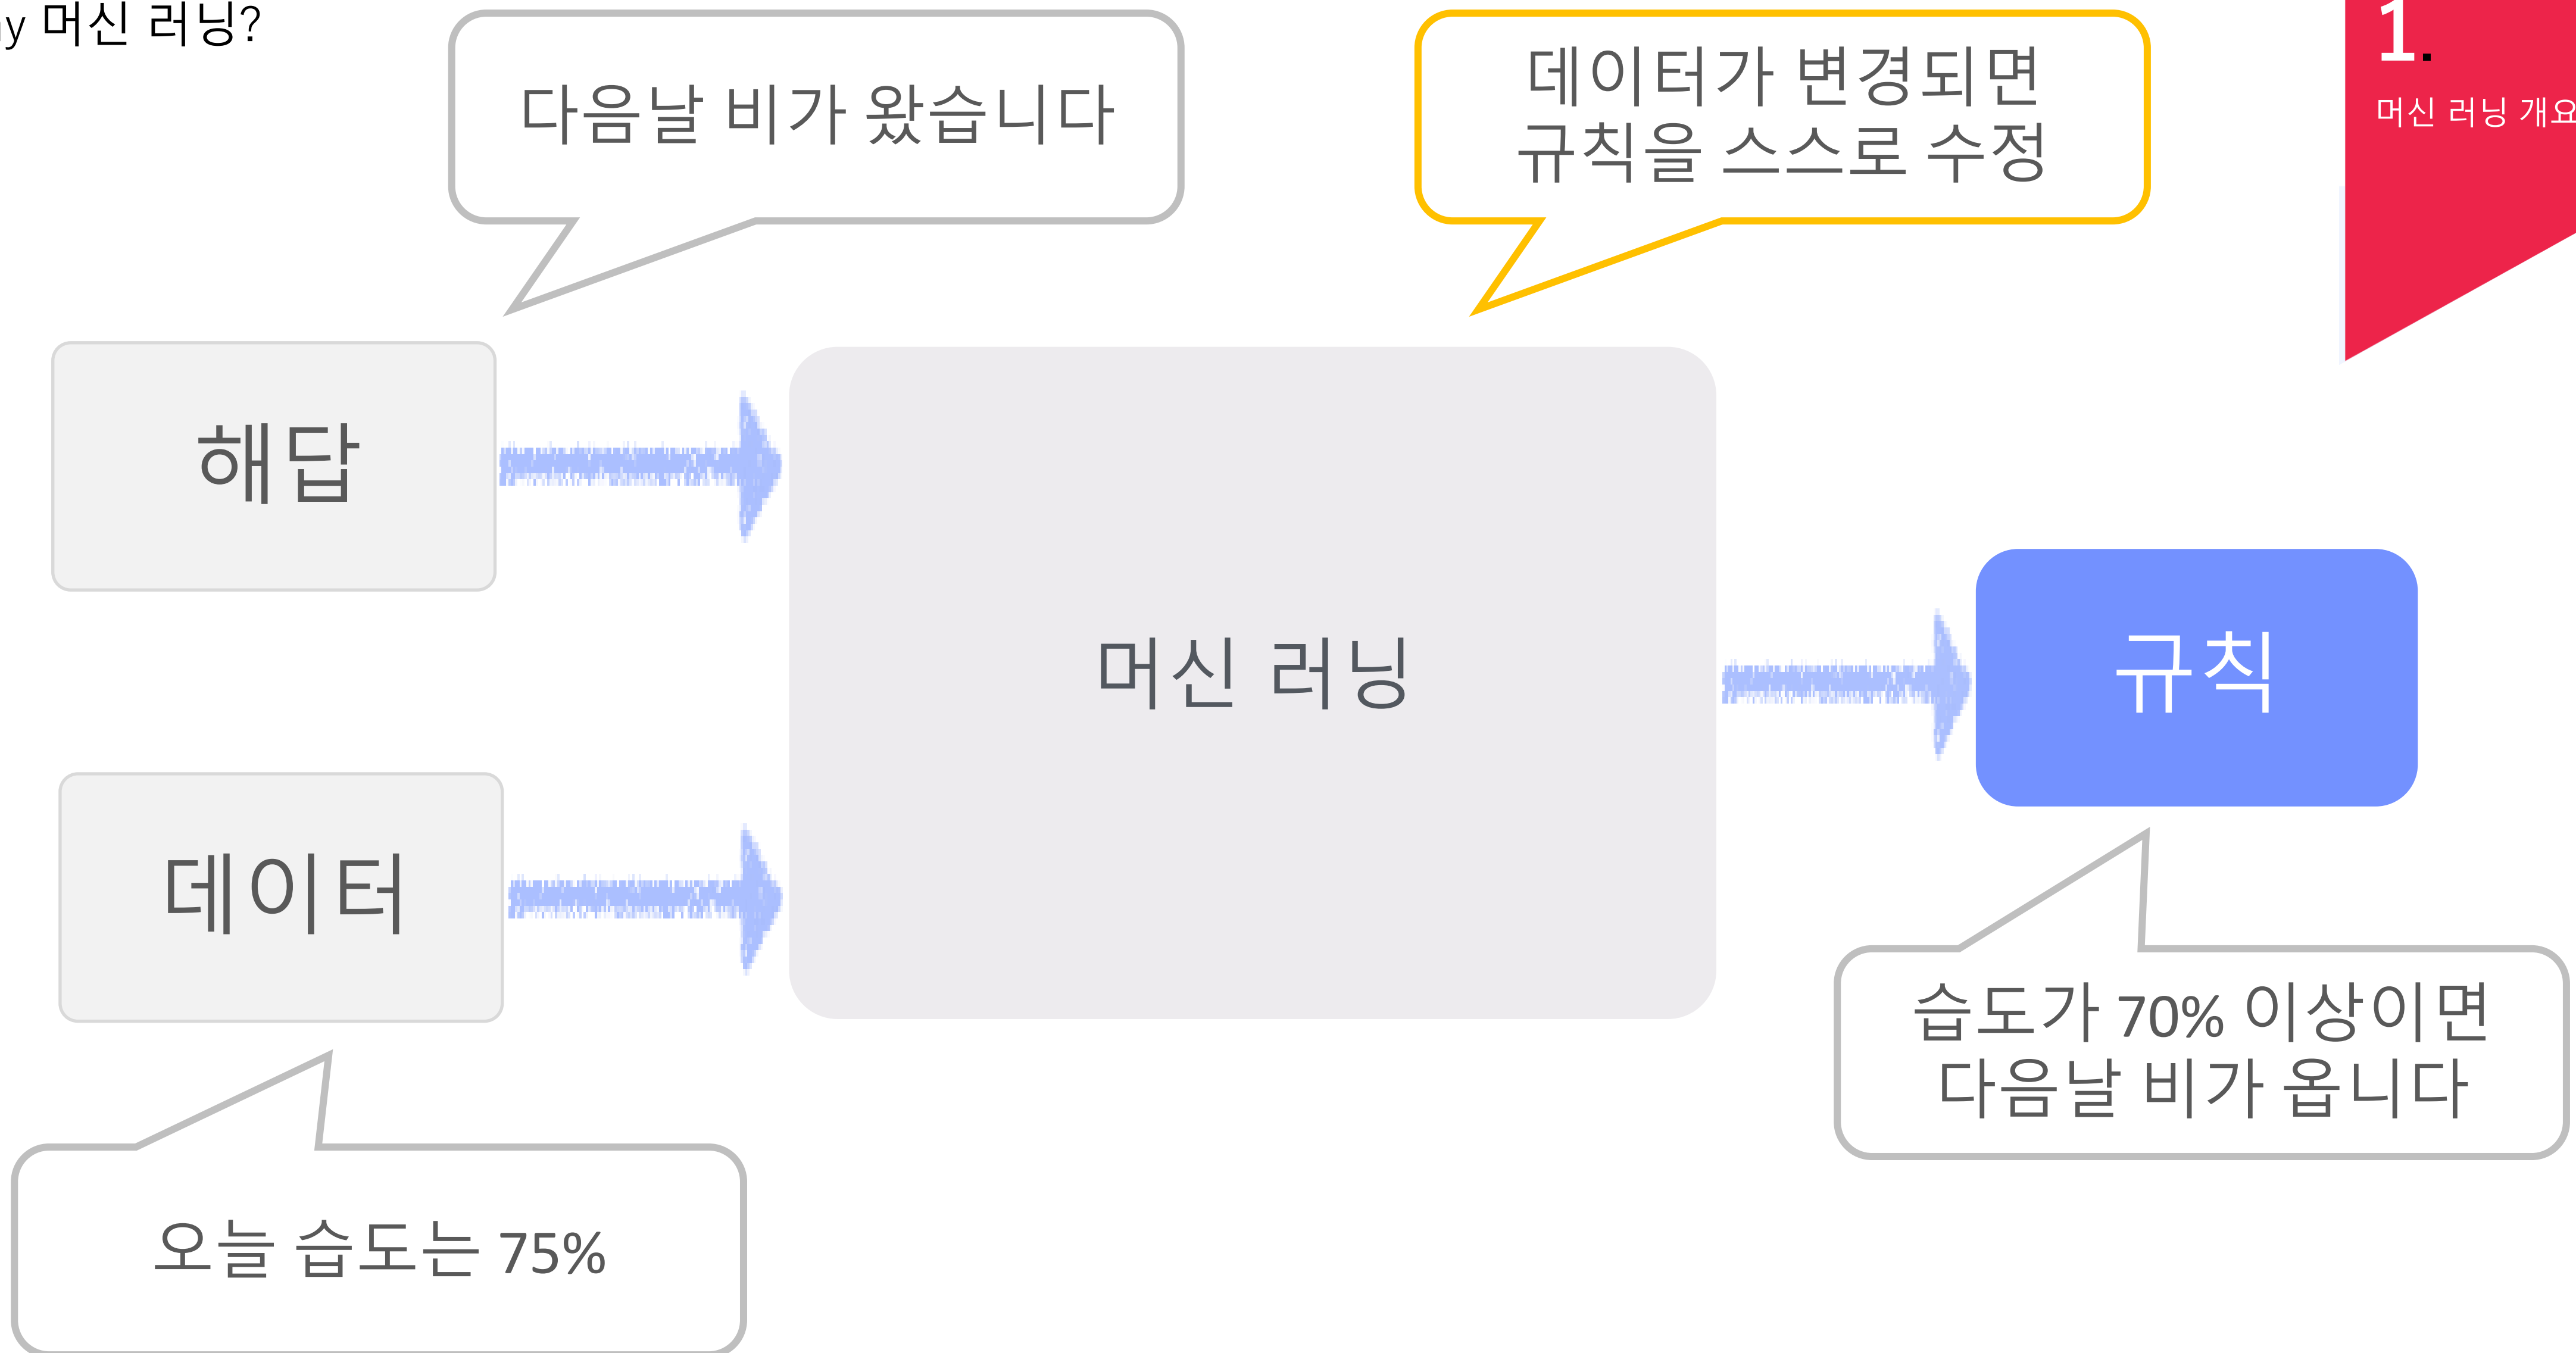 머신 러닝?
1.
머신 러닝 개요
다음날 비가 왔습니다
데이터가 변경되면
규칙을 스스로 수정
해답
머신 러닝
규칙
데이터
습도가 70% 이상이면
다음날 비가 옵니다
오늘 습도는 75%